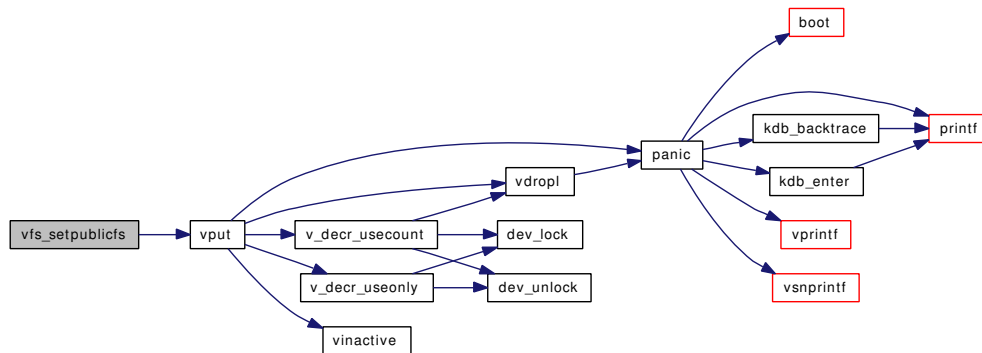 boot
kdb_backtrace
printf
panic
kdb_enter
vdropl
vfs_setpublicfs
vput
v_decr_usecount
dev_lock
vprintf
v_decr_useonly
dev_unlock
vsnprintf
vinactive